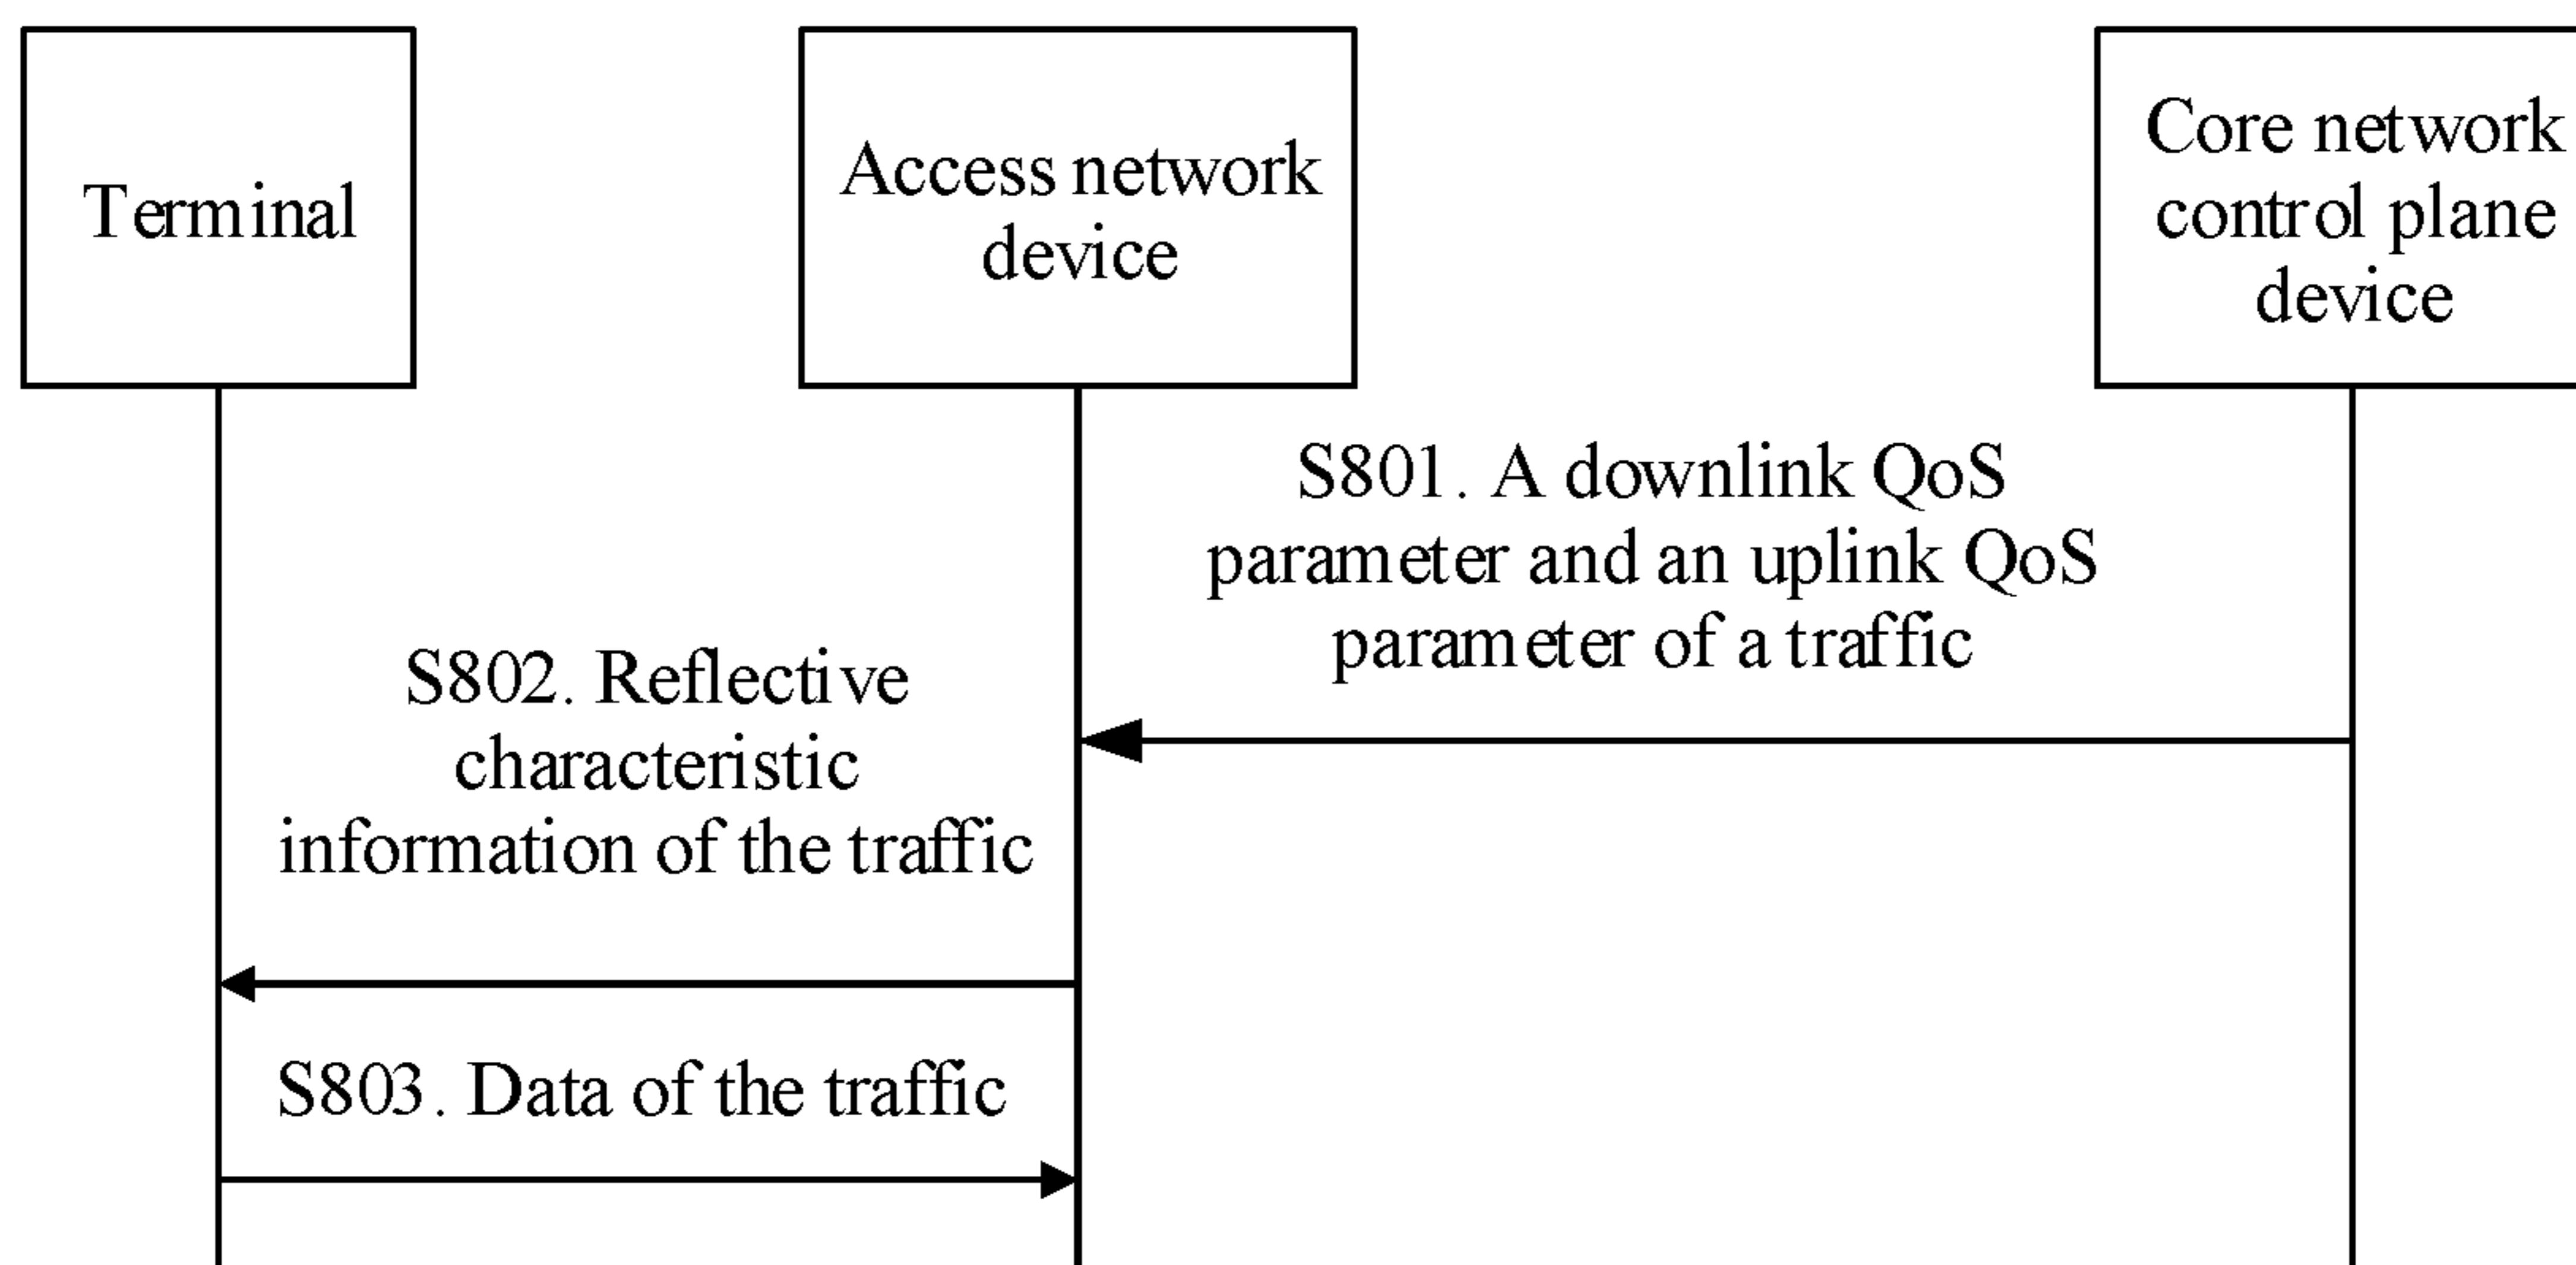 Terminal
Access network
device
Core network
control plane
device
S801. A downlink QoS
parameter and an uplink QoS
parameter of a traffic
S802. Reflective
characteristic
information of the traffic
S803. Data of the traffic